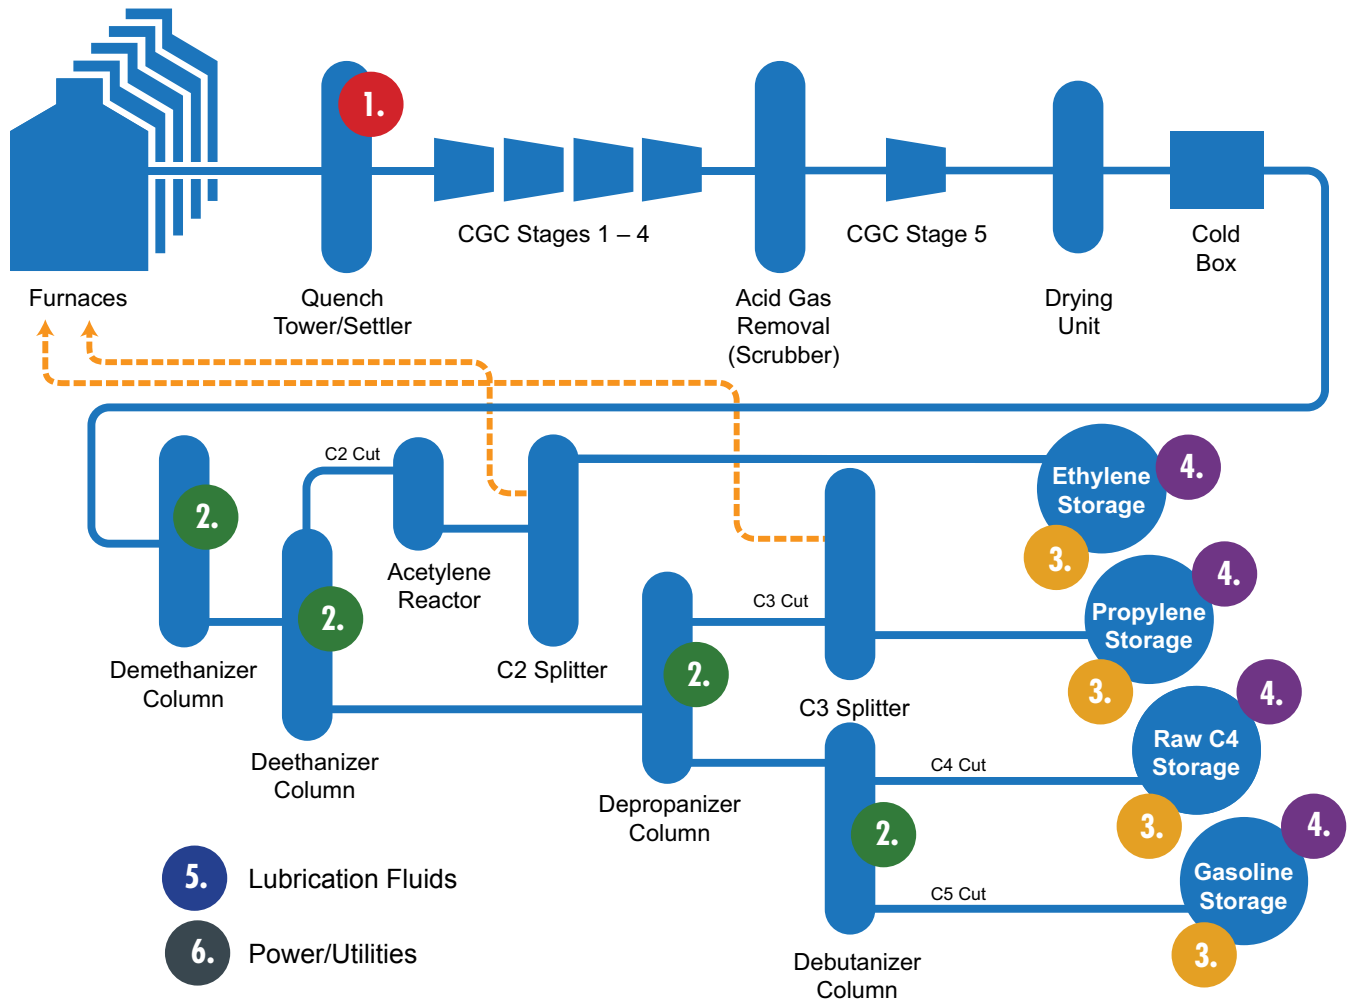 1.
CGC Stages 1 – 4
CGC Stage 5
Cold
Box
Furnaces
Quench
Tower/Settler
Acid Gas
Removal
(Scrubber)
Drying
Unit
C2 Cut
Ethylene
Storage
4.
3.
2.
Demethanizer
Column
2.
Deethanizer
Column
Acetylene
Reactor
C2 Splitter
C3 Cut
Propylene
Storage
4.
3.
2.
Depropanizer
Column
C3 Splitter
C4 Cut
Raw C4
Storage
4.
3.
2.
C5 Cut
Gasoline
Storage
4.
3.
Debutanizer
Column
5.
Lubrication Fluids
6.
Power/Utilities